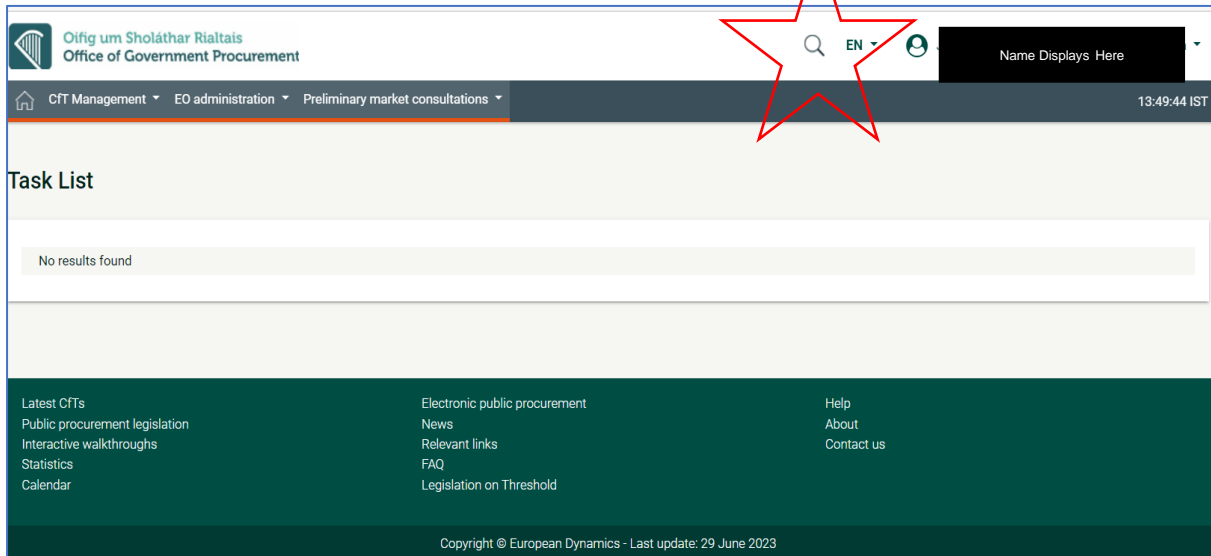 Oifig um Sholáthar Rialtais
Office of Government Procurement
EN
Name Displays Here
CfT Management
EO administration
Preliminary market consultations
13:49:44 IST
Task List
No results found
Latest CfTs
Public procurement legislation
Interactive walkthroughs
Statistics
Calendar
Electronic public procurement
News
Relevant links
FAQ
Legislation on Threshold
Help
About
Contact us
Copyright © European Dynamics - Last update: 29 June 2023